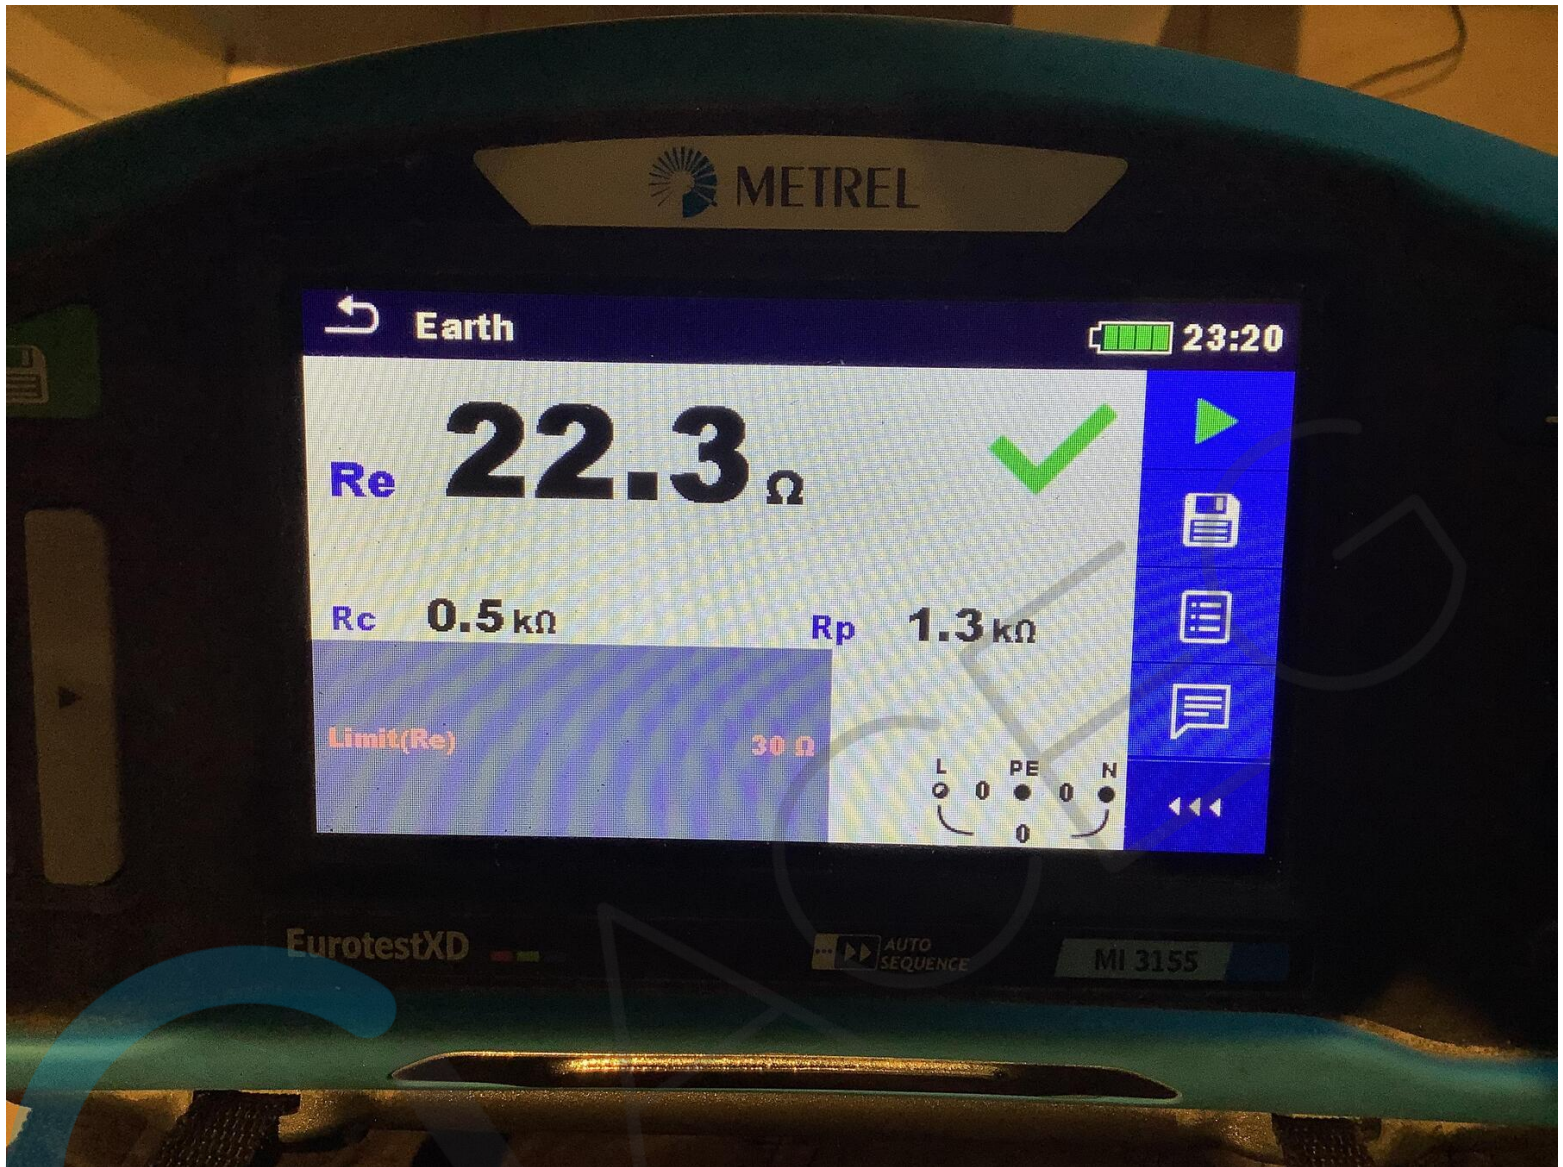 METREL
Earth 23:20
Re 22.3 Ω
Rc 0.5 kΩ Rp 1.3 kΩ
Limit(Re) 30 Ω
L PE N
0 0
0
EurotestXD AUTO SEQUENCE MI 3155